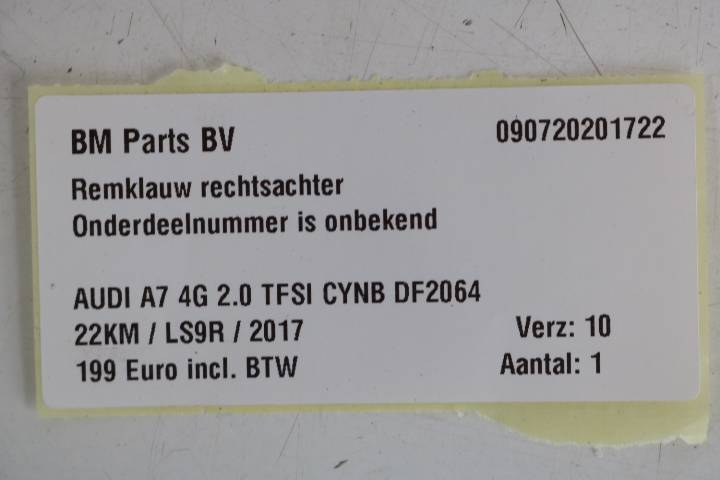 BM Parts BV 090720201722
Remklauw rechtsachter
Onderdeelnummer is onbekend
AUDI A7 4G 2.0 TFSI CYNB DF2064
22KM / LS9R / 2017 Verz: 10
199 Euro incl. BTW Aantal: 1